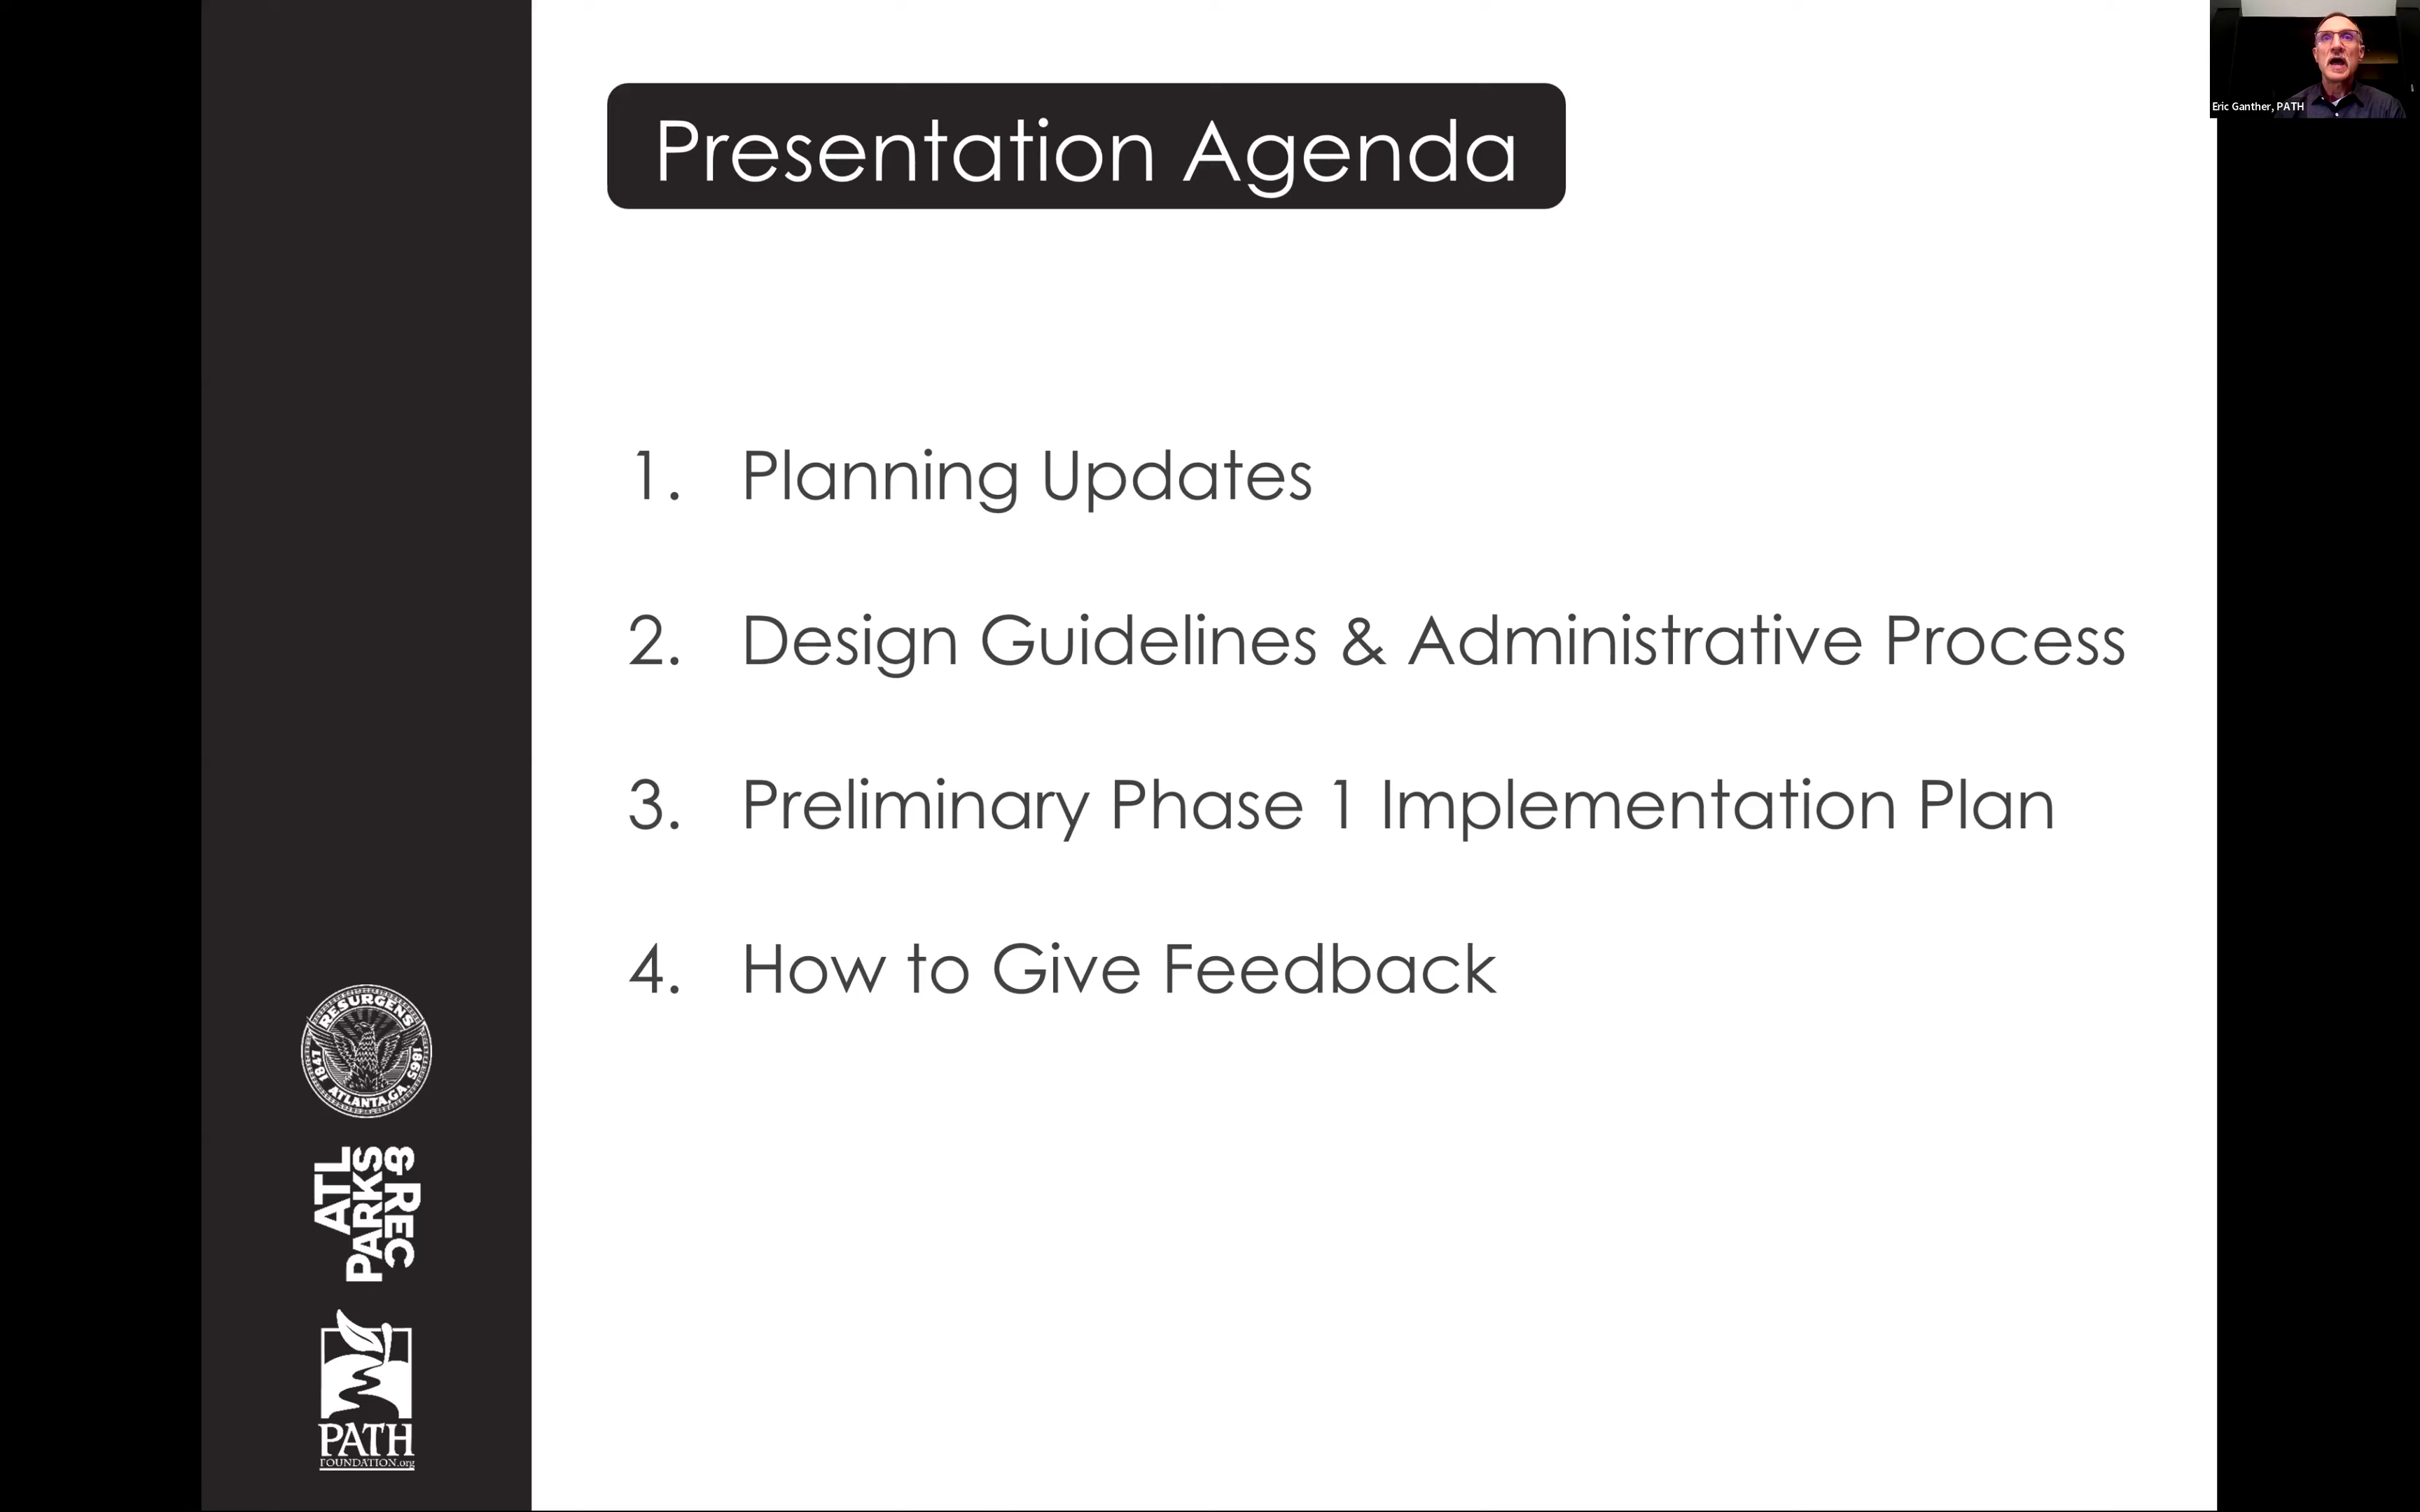 Presentation Agenda
Eric Ganther, PATH
1. Planning Updates
2. Design Guidelines & Administrative Process
3. Preliminary Phase 1 Implementation Plan
4. How to Give Feedback
RESURGENS
1847 ATLANTA, GA. 1865
ATL
PARKS
& REC
PATH
FOUNDATION.org